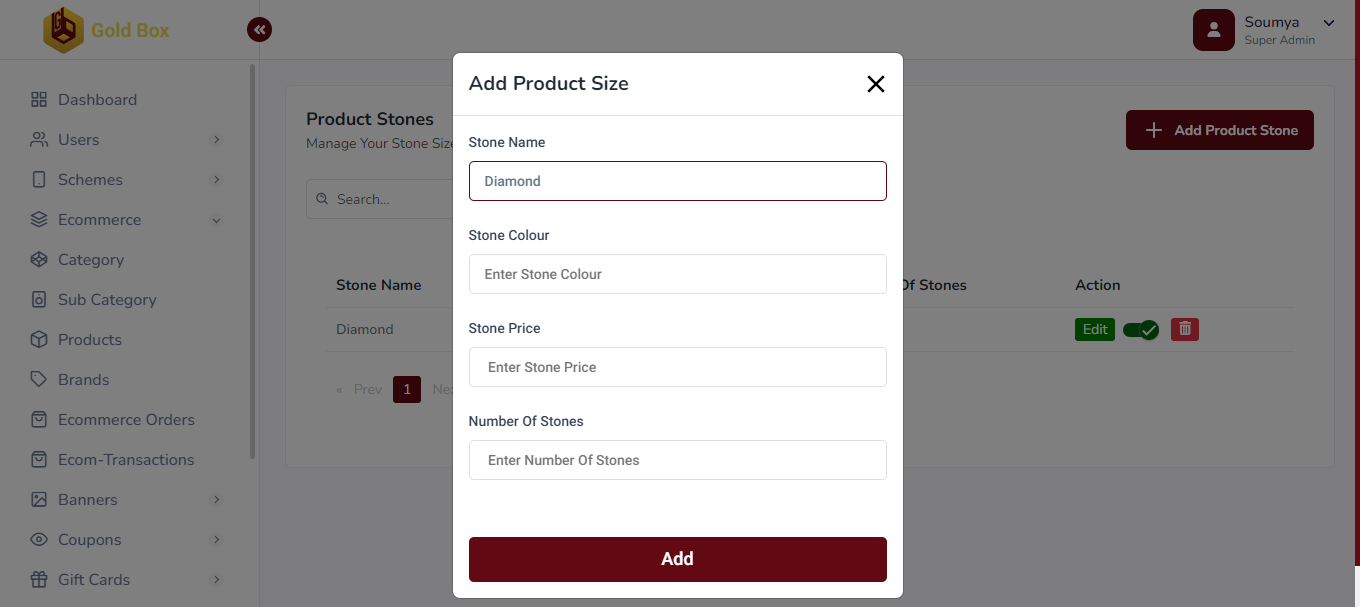 Gold Box
Soumya
Super Admin
Dashboard
Users
Schemes
Ecommerce
Category
Sub Category
Products
Brands
Ecommerce Orders
Ecom-Transactions
Banners
Coupons
Gift Cards
Product Stones
Manage Your Stone Size
Add Product Stone
Search...
Stone Name
Of Stones
Action
Diamond
Edit
« Prev 1 Nex
Add Product Size
Stone Name
Diamond
Stone Colour
Enter Stone Colour
Stone Price
Enter Stone Price
Number Of Stones
Enter Number Of Stones
Add